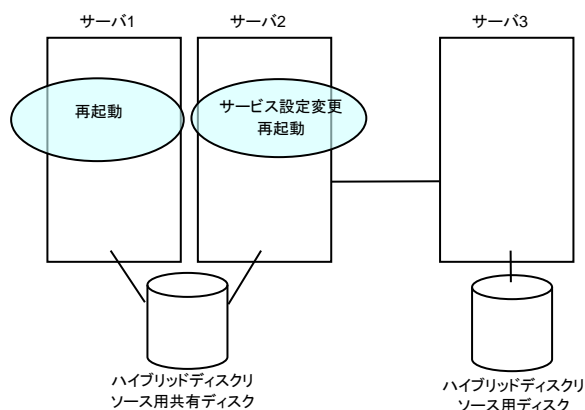 サーバ1
サーバ2
サーバ3
再起動
サービス設定変更
再起動
ハイブリッドディスクリ
ソース用共有ディスク
ハイブリッドディスクリ
ソース用ディスク